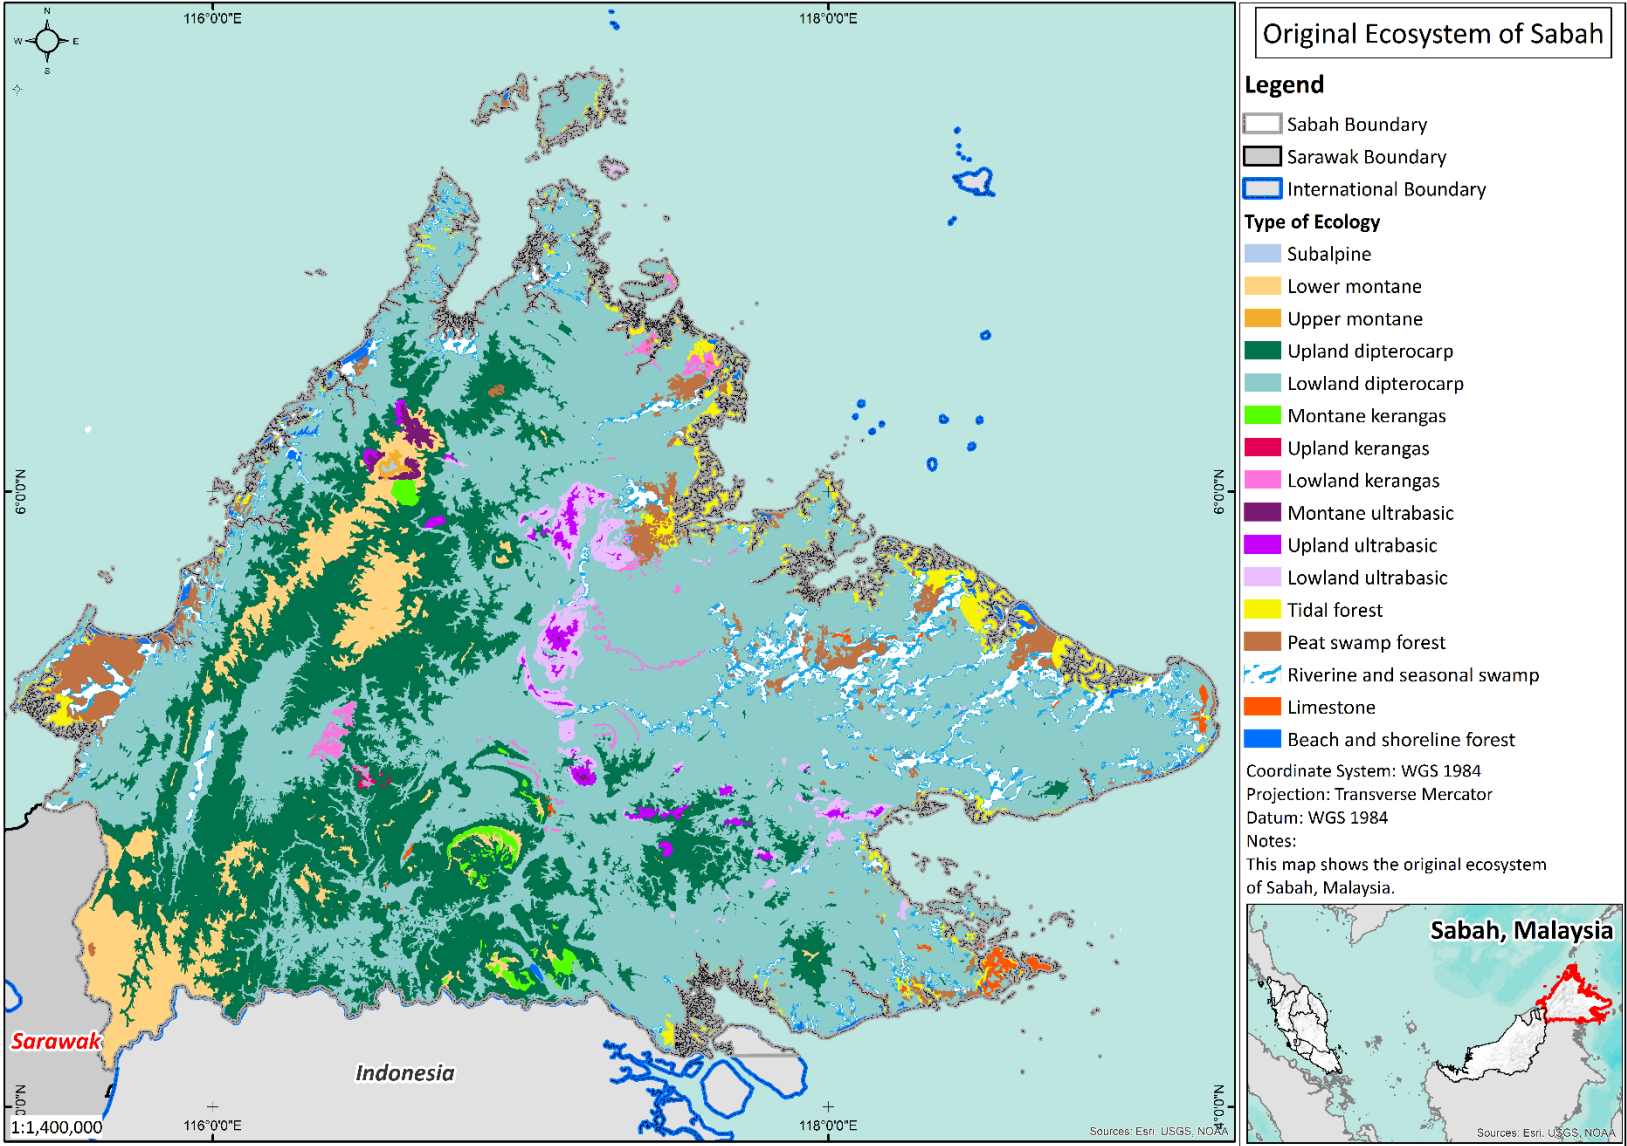 116°0'0"E
118°0'0"E
N
W
E
S
6°0'0"N
6°0'0"N
Sarawak
Indonesia
0'0"N
4°0'0"N
1:1,400,000
116°0'0"E
118°0'0"E
Sources: Esri, USGS, NOAA
Original Ecosystem of Sabah
Legend
Sabah Boundary
Sarawak Boundary
International Boundary
Type of Ecology
Subalpine
Lower montane
Upper montane
Upland dipterocarp
Lowland dipterocarp
Montane kerangas
Upland kerangas
Lowland kerangas
Montane ultrabasic
Upland ultrabasic
Lowland ultrabasic
Tidal forest
Peat swamp forest
Riverine and seasonal swamp
Limestone
Beach and shoreline forest
Coordinate System: WGS 1984
Projection: Transverse Mercator
Datum: WGS 1984
Notes:
This map shows the original ecosystem
of Sabah, Malaysia.
Sabah, Malaysia
Sources: Esri, USGS, NOAA